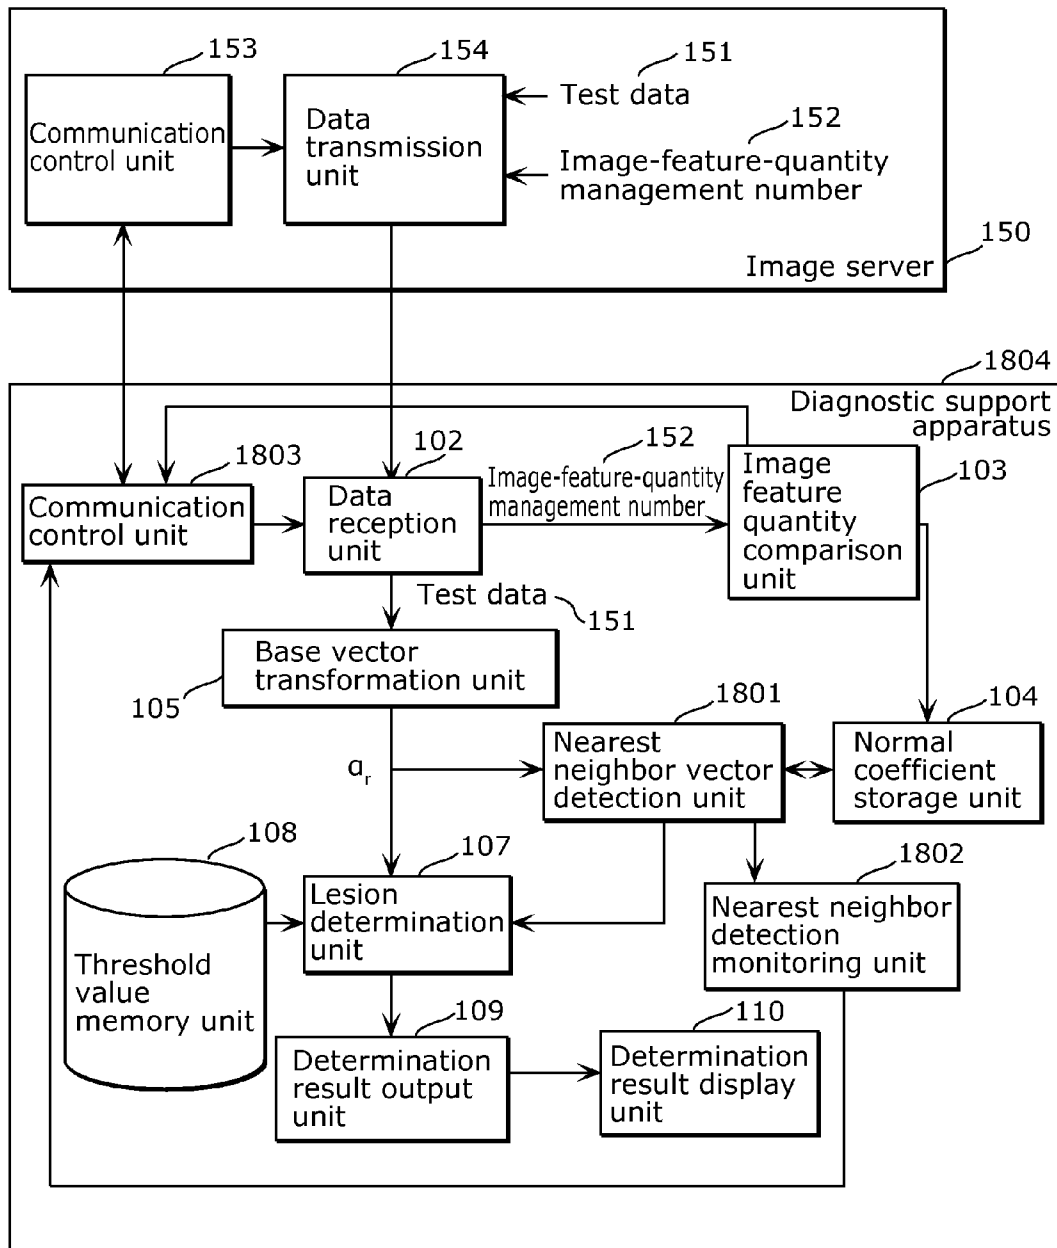 153
154
151
Communication
control unit
Data
transmission
unit
Test data
152
Image-feature-quantity
management number
150
Image server
1804
Diagnostic support
apparatus
1803
102
152
103
Communication
control unit
Data
reception
unit
Image-feature-quantity
management number
Image
feature
quantity
comparison
unit
Test data
151
Base vector
transformation unit
105
1801
104
αr
Nearest
neighbor vector
detection unit
Normal
coefficient
storage unit
108
107
1802
Threshold
value
memory unit
Lesion
determination
unit
Nearest neighbor
detection
monitoring unit
109
110
Determination
result output
unit
Determination
result display
unit